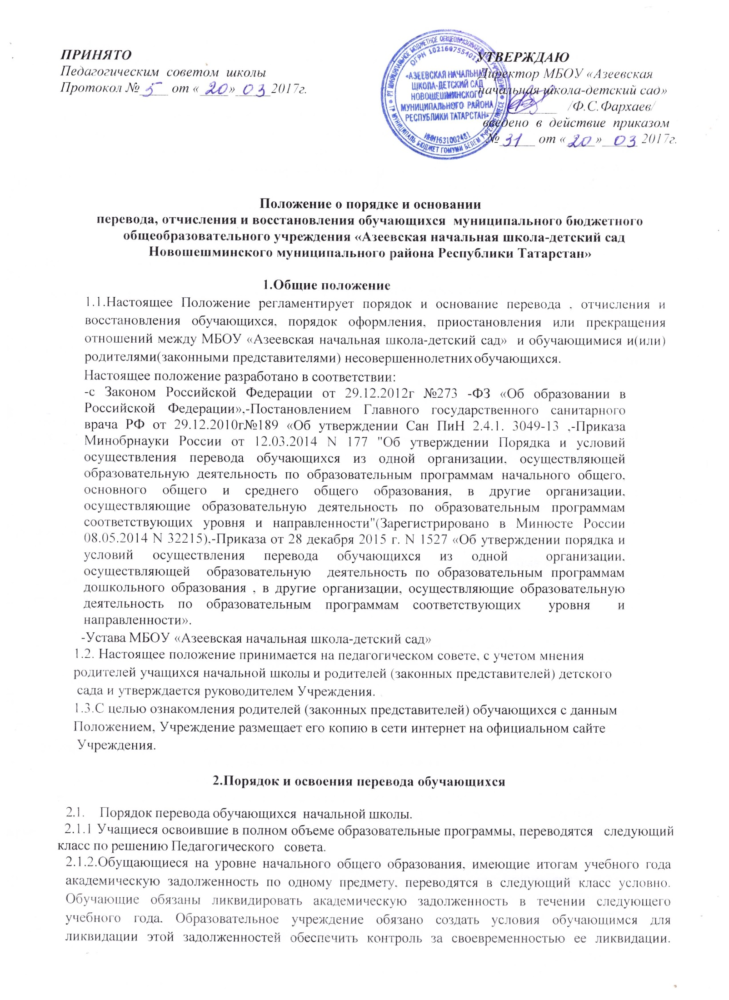 ПРИНЯТО
Педагогическим советом школы
Протокол № 5 от « 20 » 03 2017г.
УТВЕРЖДАЮ
Директор МБОУ «Азеевская
начальная школа-детский сад»
/Ф.С.Фархаев/
введено в действие приказом
№ 31 от « 20 » 03 2017г.
РТ МУНИЦИПАЛЬНОЕ БЮДЖЕТНОЕ ОБЩЕОБРАЗОВАТЕЛЬНОЕ УЧРЕЖДЕНИЕ
ТР МУНИЦИПАЛЬ БЮДЖЕТ ГОМУМИ БЕЛЕМ УЧРЕЖДЕНИЕСЕ
ОГРН 1021607554011
«АЗЕЕВСКАЯ НАЧАЛЬНАЯ
ШКОЛА-ДЕТСКИЙ САД
НОВОШЕШМИНСКОГО
МУНИЦИПАЛЬНОГО РАЙОНА
РЕСПУБЛИКИ ТАТАРСТАН»
ИНН1631002481
Положение о порядке и основании
перевода, отчисления и восстановления обучающихся муниципального бюджетного
общеобразовательного учреждения «Азеевская начальная школа-детский сад
Новошешминского муниципального района Республики Татарстан»
1.Общие положение
1.1.Настоящее Положение регламентирует порядок и основание перевода , отчисления и
восстановления обучающихся, порядок оформления, приостановления или прекращения
отношений между МБОУ «Азеевская начальная школа-детский сад» и обучающимися и(или)
родителями(законными представителями) несовершеннолетних обучающихся.
Настоящее положение разработано в соответствии:
-с Законом Российской Федерации от 29.12.2012г №273 -ФЗ «Об образовании в
Российской Федерации»,-Постановлением Главного государственного санитарного
врача РФ от 29.12.2010г№189 «Об утверждении Сан ПиН 2.4.1. 3049-13 ,-Приказа
Минобрнауки России от 12.03.2014 N 177 "Об утверждении Порядка и условий
осуществления перевода обучающихся из одной организации, осуществляющей
образовательную деятельность по образовательным программам начального общего,
основного общего и среднего общего образования, в другие организации,
осуществляющие образовательную деятельность по образовательным программам
соответствующих уровня и направленности"(Зарегистрировано в Минюсте России
08.05.2014 N 32215),-Приказа от 28 декабря 2015 г. N 1527 «Об утверждении порядка и
условий осуществления перевода обучающихся из одной организации,
осуществляющей образовательную деятельность по образовательным программам
дошкольного образования , в другие организации, осуществляющие образовательную
деятельность по образовательным программам соответствующих уровня и
направленности».
-Устава МБОУ «Азеевская начальная школа-детский сад»
1.2. Настоящее положение принимается на педагогическом совете, с учетом мнения
родителей учащихся начальной школы и родителей (законных представителей) детского
сада и утверждается руководителем Учреждения.
1.3.С целью ознакомления родителей (законных представителей) обучающихся с данным
Положением, Учреждение размещает его копию в сети интернет на официальном сайте
Учреждения.
2.Порядок и освоения перевода обучающихся
2.1. Порядок перевода обучающихся начальной школы.
2.1.1 Учащиеся освоившие в полном объеме образовательные программы, переводятся следующий
класс по решению Педагогического совета.
2.1.2.Обущающиеся на уровне начального общего образования, имеющие итогам учебного года
академическую задолженность по одному предмету, переводятся в следующий класс условно.
Обучающие обязаны ликвидировать академическую задолженность в течении следующего
учебного года. Образовательное учреждение обязано создать условия обучающимся для
ликвидации этой задолженностей обеспечить контроль за своевременностью ее ликвидации.